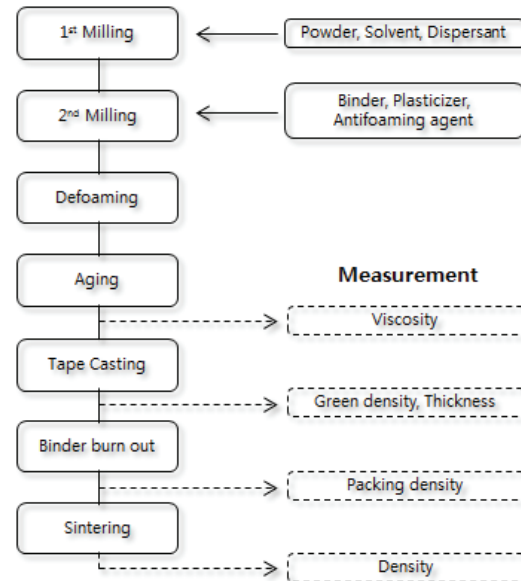 1st Milling
Powder, Solvent, Dispersant
2nd Milling
Binder, Plasticizer,
Antifoaming agent
Defoaming
Aging
Measurement
Viscosity
Tape Casting
Green density, Thickness
Binder burn out
Packing density
Sintering
Density